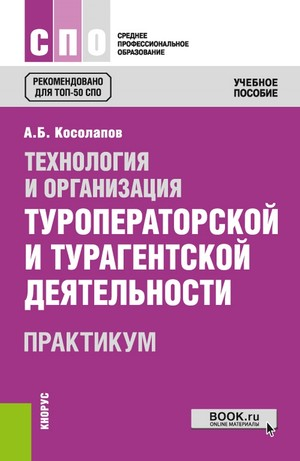 СПО
СРЕДНЕЕ
ПРОФЕССИОНАЛЬНОЕ
ОБРАЗОВАНИЕ
РЕКОМЕНДОВАНО
ДЛЯ ТОП-50 СПО
УЧЕБНОЕ
ПОСОБИЕ
А.Б. Косолапов
ТЕХНОЛОГИЯ
И ОРГАНИЗАЦИЯ
ТУРОПЕРАТОРСКОЙ
И ТУРАГЕНТСКОЙ
ДЕЯТЕЛЬНОСТИ
ПРАКТИКУМ
КНОРУС
BOOK.ru
ONLINE МАТЕРИАЛЫ